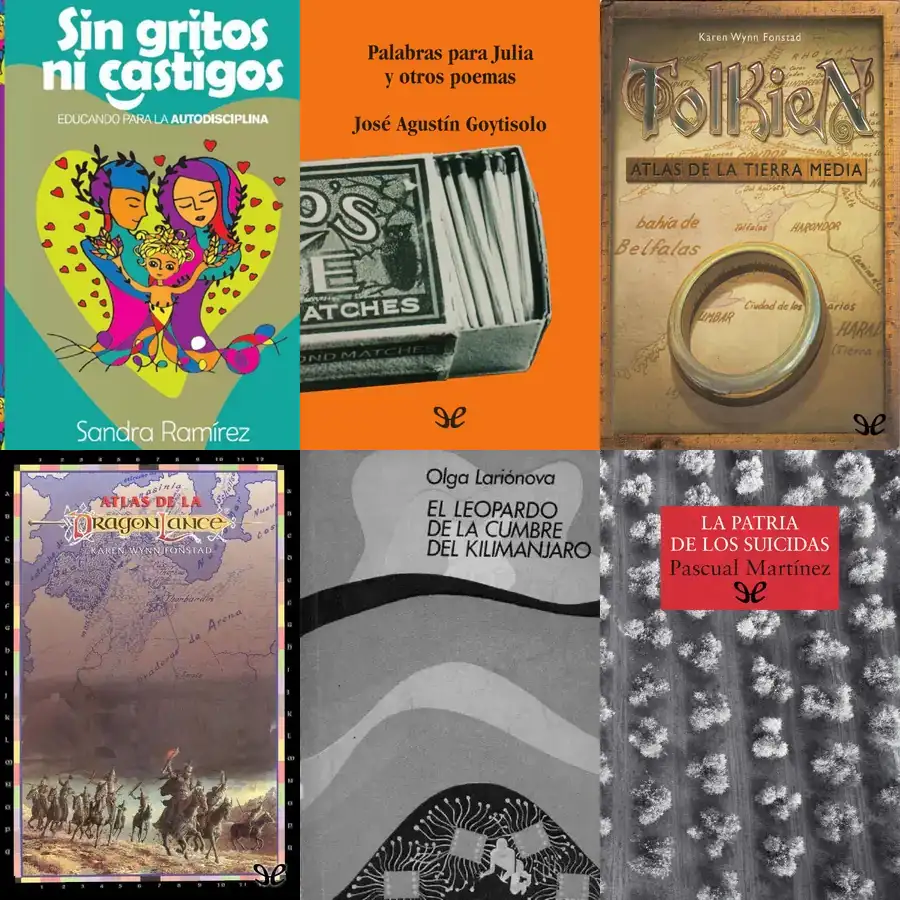 Sin gritos
ni castigos
EDUCANDO PARA LA AUTODISCIPLINA
Sandra Ramírez
Palabras para Julia
y otros poemas
José Agustín Goytisolo
MATCHES
Karen Wynn Fonstad
TOLKIEN
ATLAS DE LA TIERRA MEDIA
bahía de
Belfalas
HARONDOR
UMBAR
Ciudad de los
HARAD
ATLAS DE LA
DRAGONLANCE
KAREN WYNN FONSTAD
de Arena
Olga Lariónova
EL LEOPARDO
DE LA CUMBRE
DEL KILIMANJARO
LA PATRIA
DE LOS SUICIDAS
Pascual Martínez